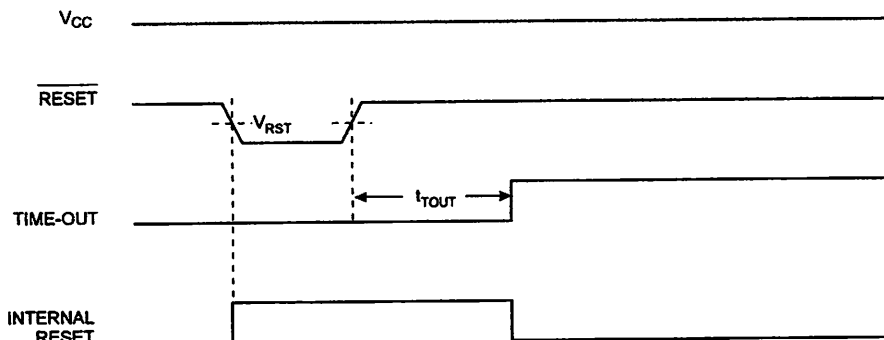 VCC
RESET
VRST
tTOUT
TIME-OUT
INTERNAL
RESET